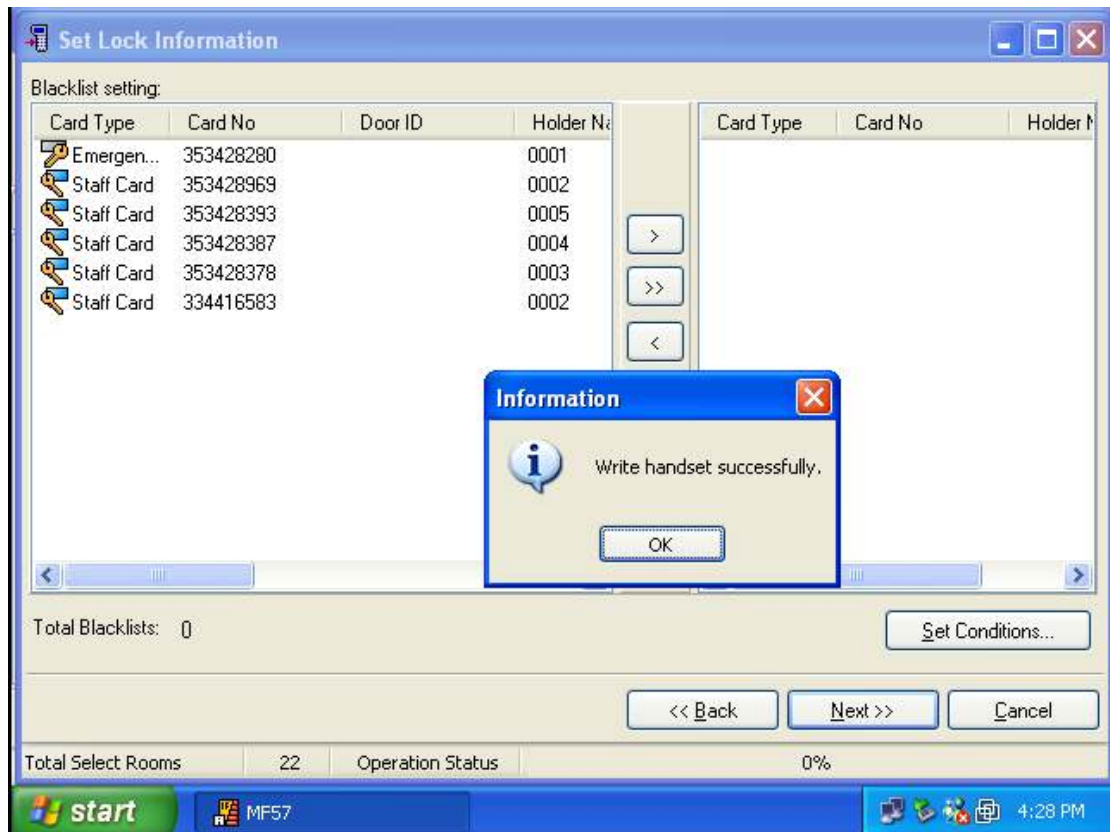 Set Lock Information
Blacklist setting:
Card Type Card No Door ID Holder Na
Emergen... 353428280 0001
Staff Card 353428969 0002
Staff Card 353428393 0005
Staff Card 353428387 0004
Staff Card 353428378 0003
Staff Card 334416583 0002
>
>>
<
Card Type Card No Holder N
Information
Write handset successfully.
OK
Total Blacklists: 0
Set Conditions...
<< Back Next >> Cancel
Total Select Rooms 22 Operation Status 0%
start MF57 4:28 PM